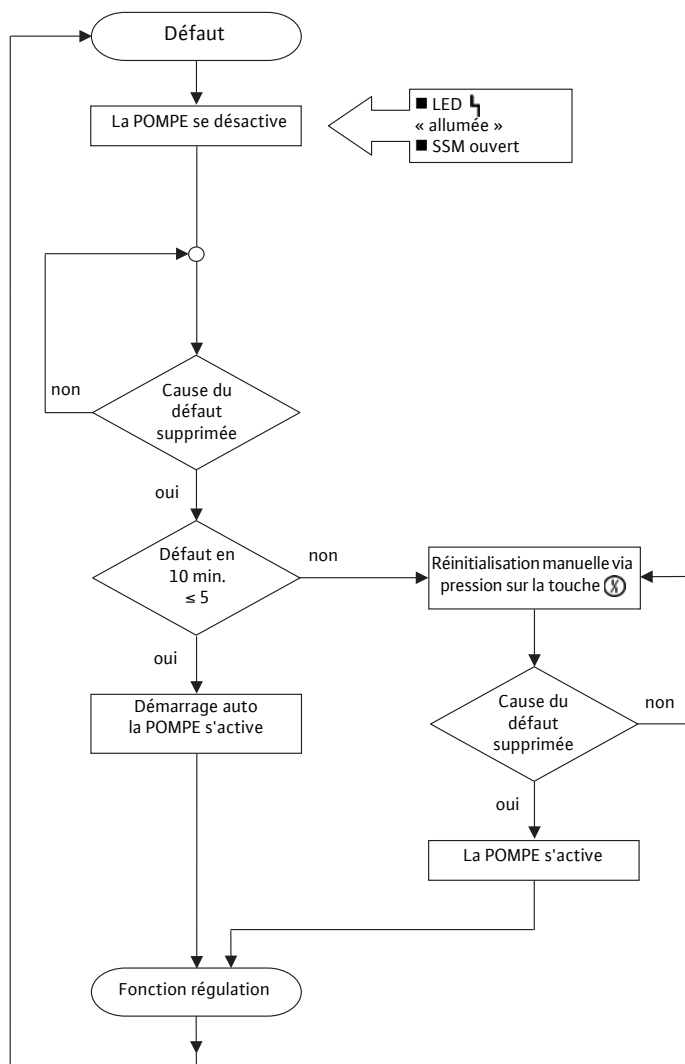 Défaut
La POMPE se désactive
■ LED
« allumée »
■ SSM ouvert
non
Cause du
défaut
supprimée
oui
Défaut en
10 min.
≤ 5
non
Réinitialisation manuelle via
pression sur la touche
oui
Démarrage auto
la POMPE s'active
Cause du
défaut
supprimée
non
oui
La POMPE s'active
Fonction régulation